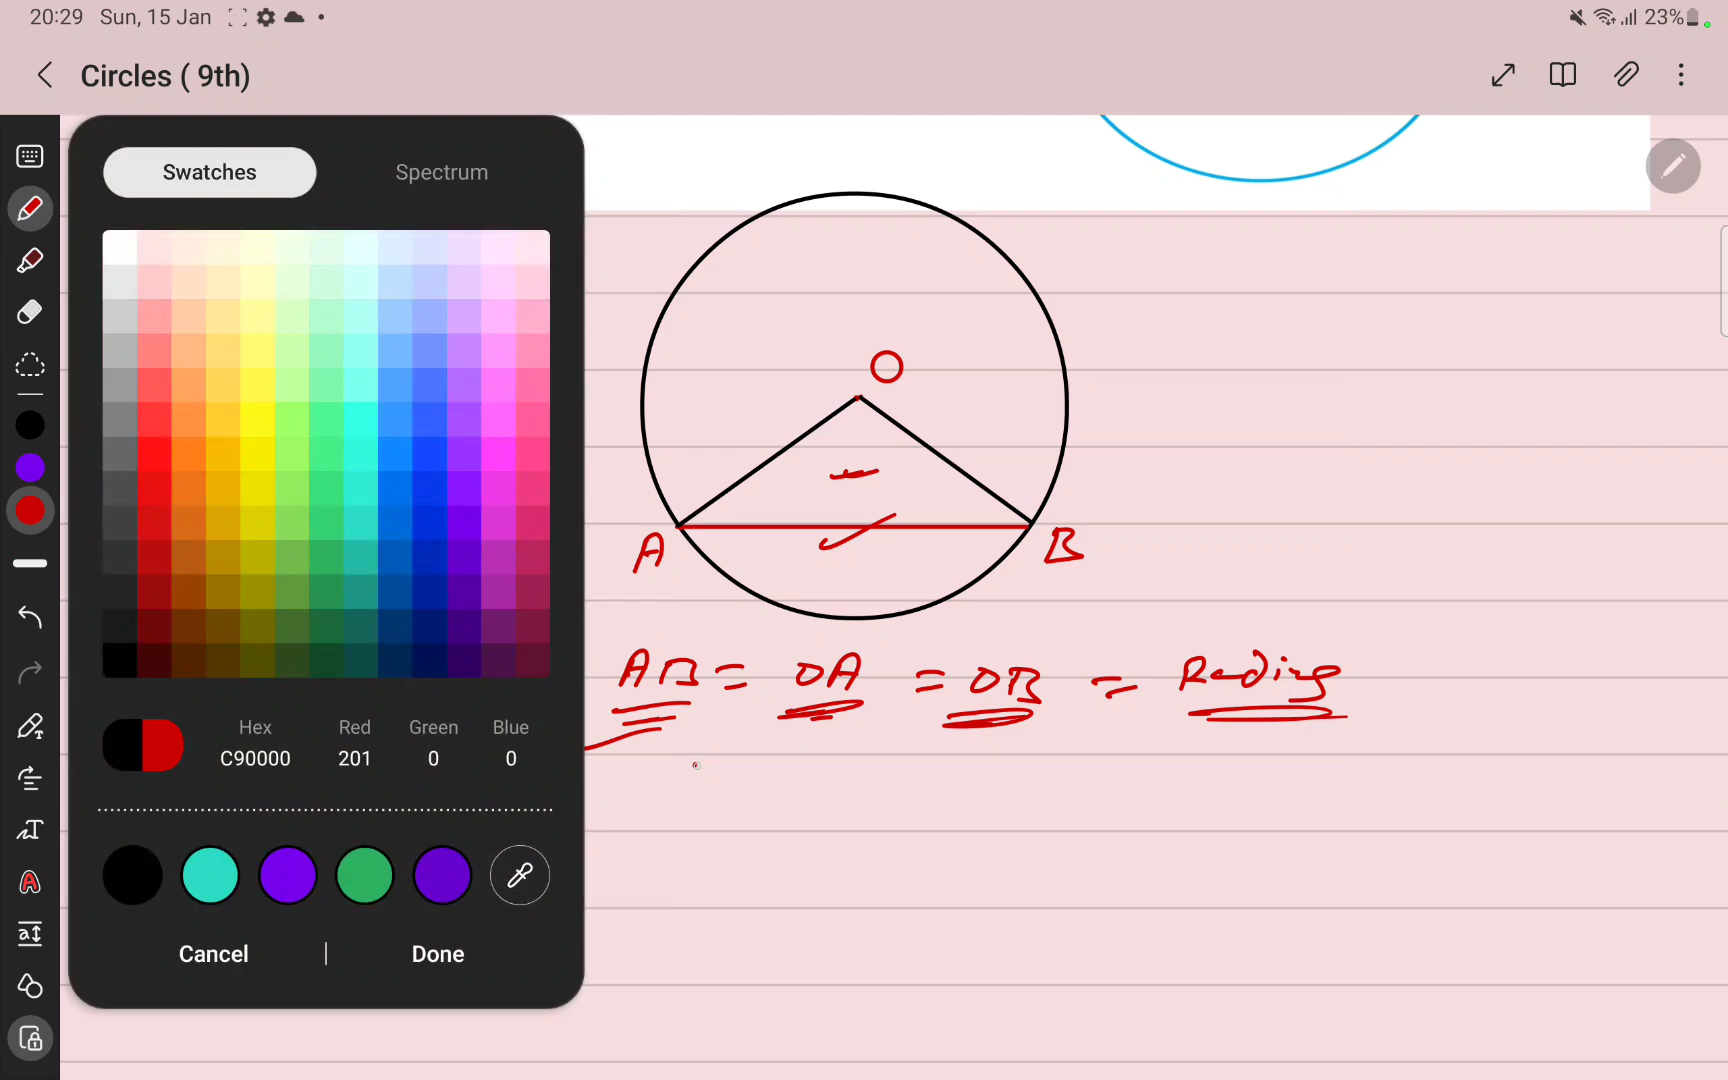 20:29 Sun, 15 Jan
23%
Circles ( 9th)
Swatches Spectrum
O
A B
AB = OA = OB = Radius
Hex Red Green Blue
C90000 201 0 0
Cancel | Done